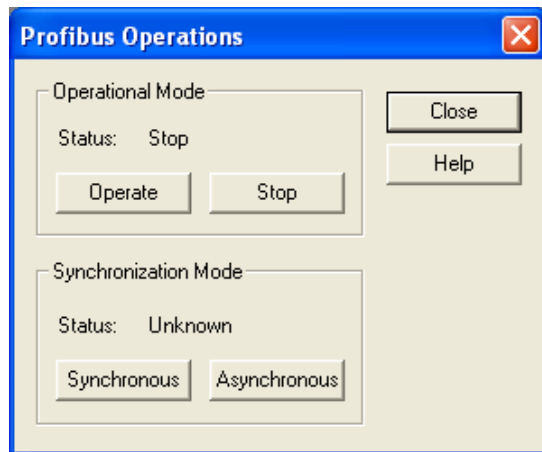 Profibus Operations
Operational Mode
Status: Stop
Operate Stop
Close
Help
Synchronization Mode
Status: Unknown
Synchronous Asynchronous